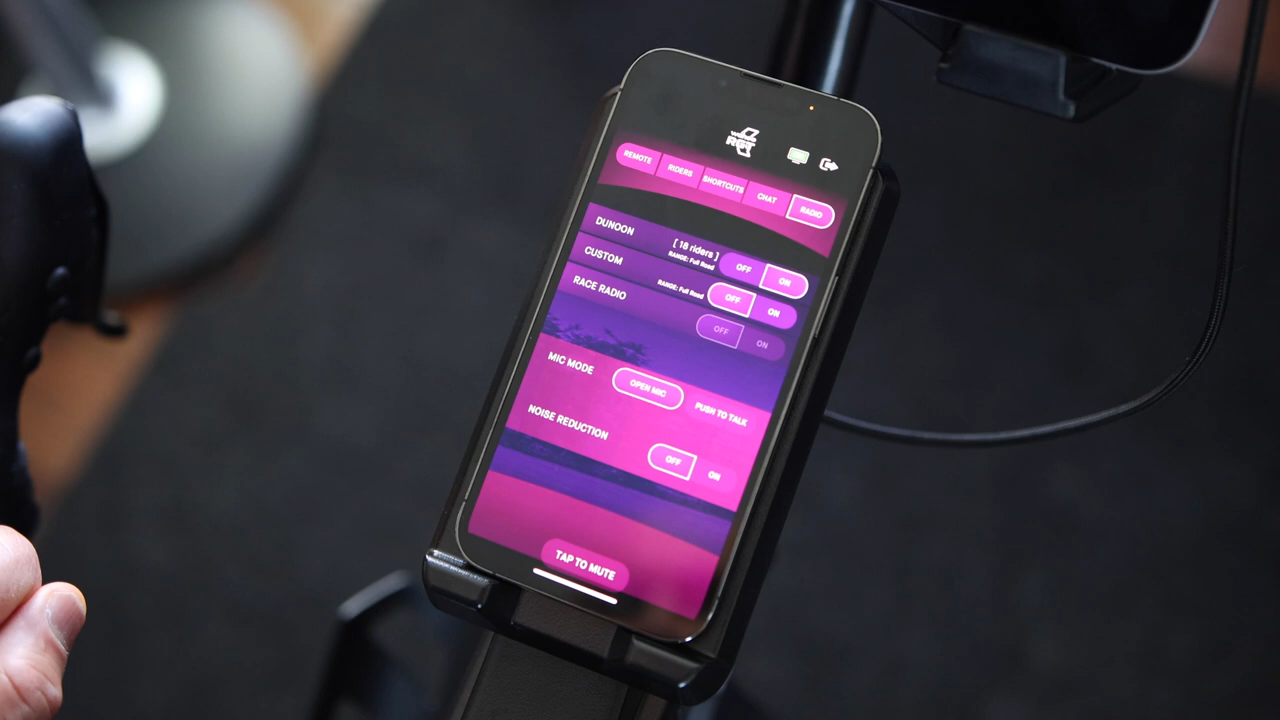 RGT
REMOTE RIDERS SHORTCUTS CHAT RADIO
DUNOON [ 18 riders ] OFF ON
RANGE: Full Road
CUSTOM OFF ON
RANGE: Full Road
RACE RADIO OFF ON
MIC MODE OPEN MIC PUSH TO TALK
NOISE REDUCTION OFF ON
TAP TO MUTE